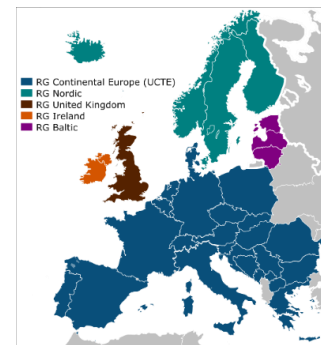 RG Continental Europe (UCTE)
RG Nordic
RG United Kingdom
RG Ireland
RG Baltic